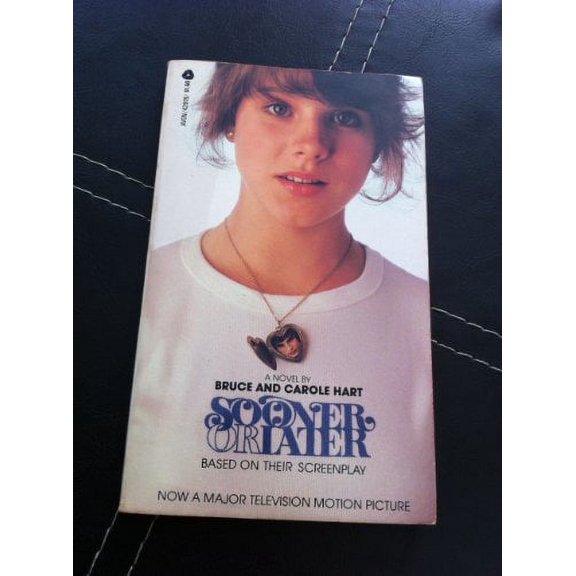 A NOVEL BY
BRUCE AND CAROLE HART
SOONER
OR LATER
BASED ON THEIR SCREENPLAY
NOW A MAJOR TELEVISION MOTION PICTURE